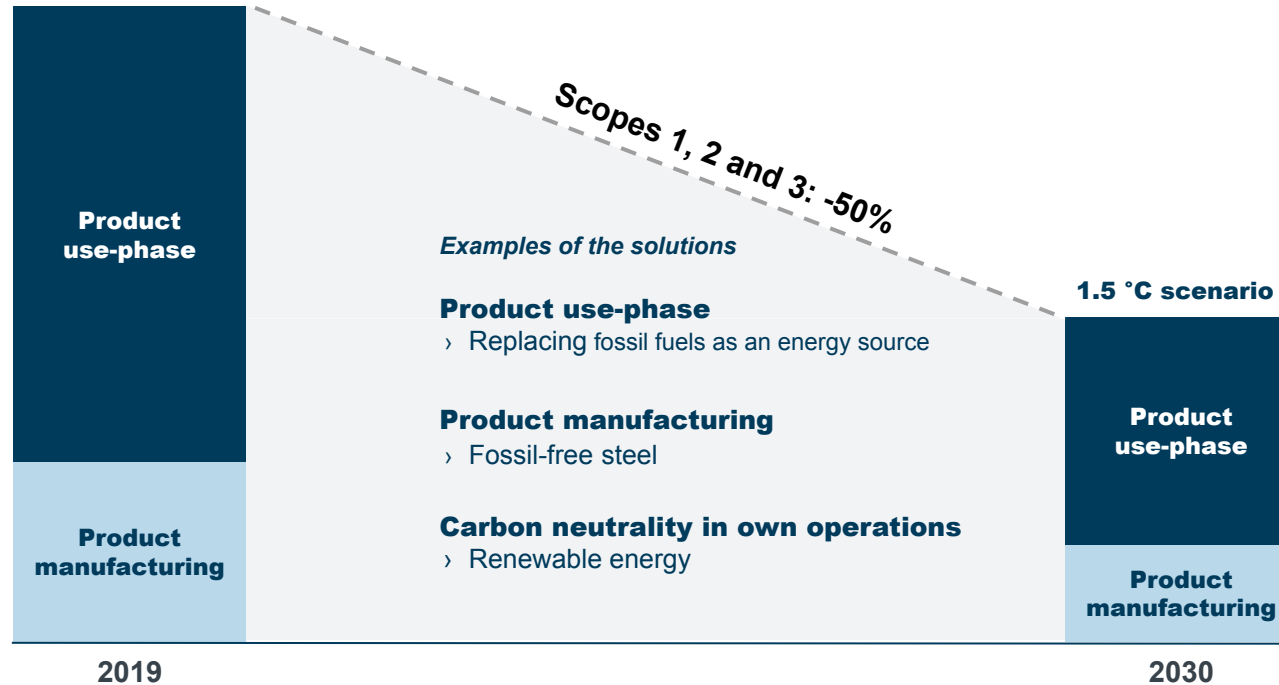 Product
use-phase
Product
manufacturing
2019
Scopes 1, 2 and 3: -50%
Examples of the solutions
Product use-phase
› Replacing fossil fuels as an energy source
Product manufacturing
› Fossil-free steel
Carbon neutrality in own operations
› Renewable energy
1.5 °C scenario
Product
use-phase
Product
manufacturing
2030